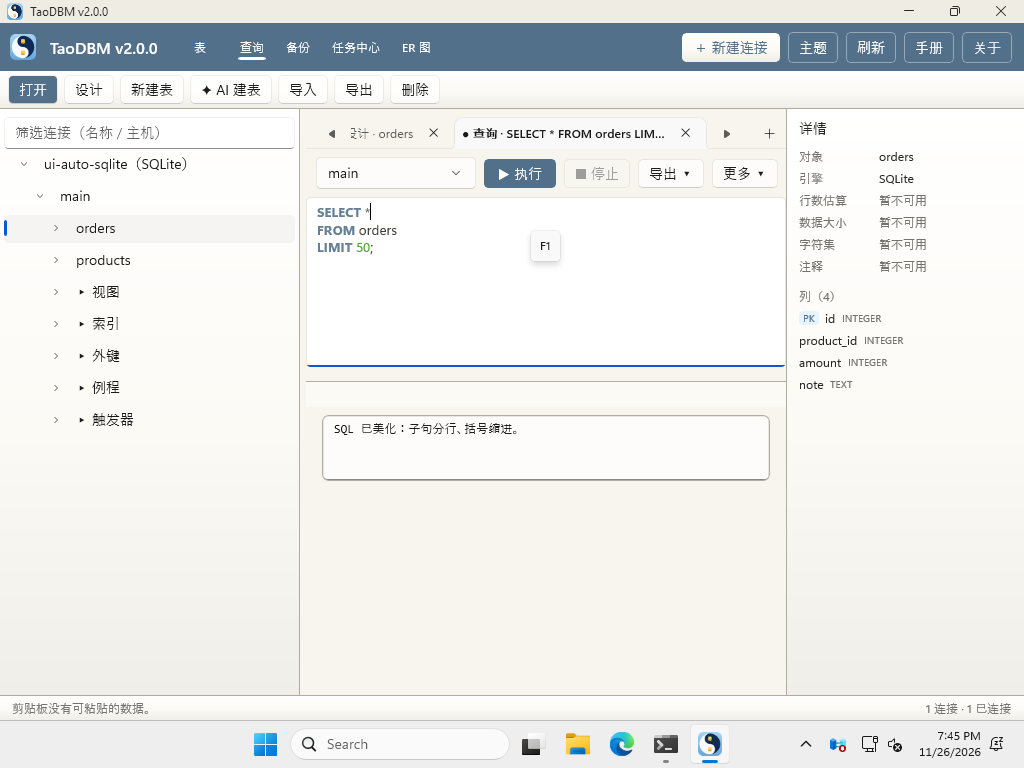 TaoDBM v2.0.0
TaoDBM v2.0.0
表
查询
备份
任务中心
ER 图
+ 新建连接
主题
刷新
手册
关于
打开
设计
新建表
✦ AI 建表
导入
导出
删除
筛选连接（名称 / 主机）
ui-auto-sqlite（SQLite）
main
orders
products
▸ 视图
▸ 索引
▸ 外键
▸ 例程
▸ 触发器
设计 · orders
● 查询 · SELECT * FROM orders LIM...
main
▶ 执行
■ 停止
导出 ▼
更多 ▼
SELECT *
FROM orders
LIMIT 50;
F1
SQL 已美化：子句分行、括号缩进。
详情
对象 orders
引擎 SQLite
行数估算 暂不可用
数据大小 暂不可用
字符集 暂不可用
注释 暂不可用
列（4）
PK id INTEGER
product_id INTEGER
amount INTEGER
note TEXT
剪贴板没有可粘贴的数据。
1 连接 · 1 已连接
Search
7:45 PM
11/26/2026